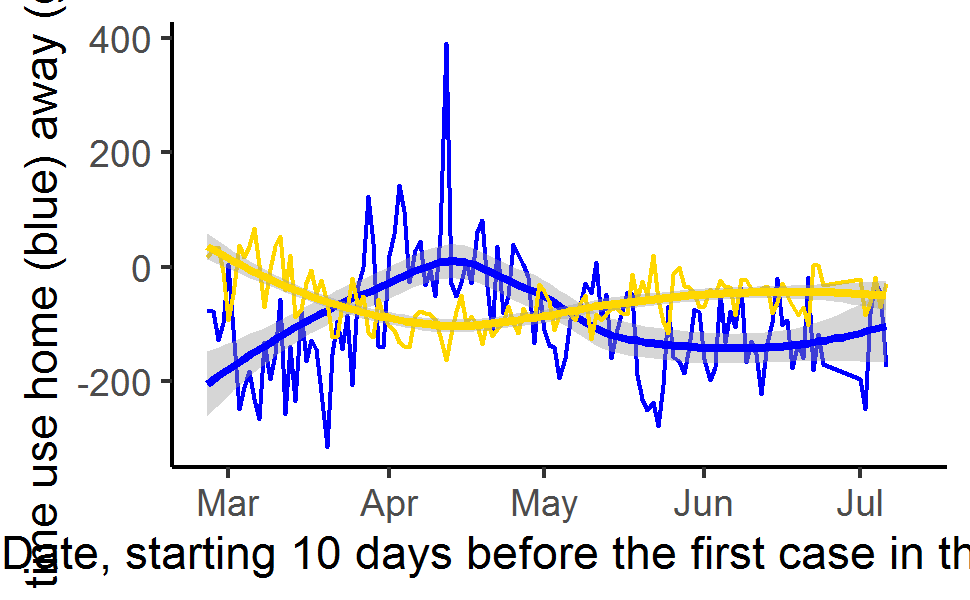 time use home (blue) away (
400
200
0
-200
Mar Apr May Jun Jul
Date, starting 10 days before the first case in th